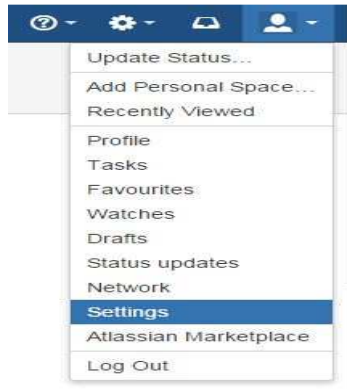 Update Status...
Add Personal Space...
Recently Viewed
Profile
Tasks
Favourites
Watches
Drafts
Status updates
Network
Settings
Atlassian Marketplace
Log Out